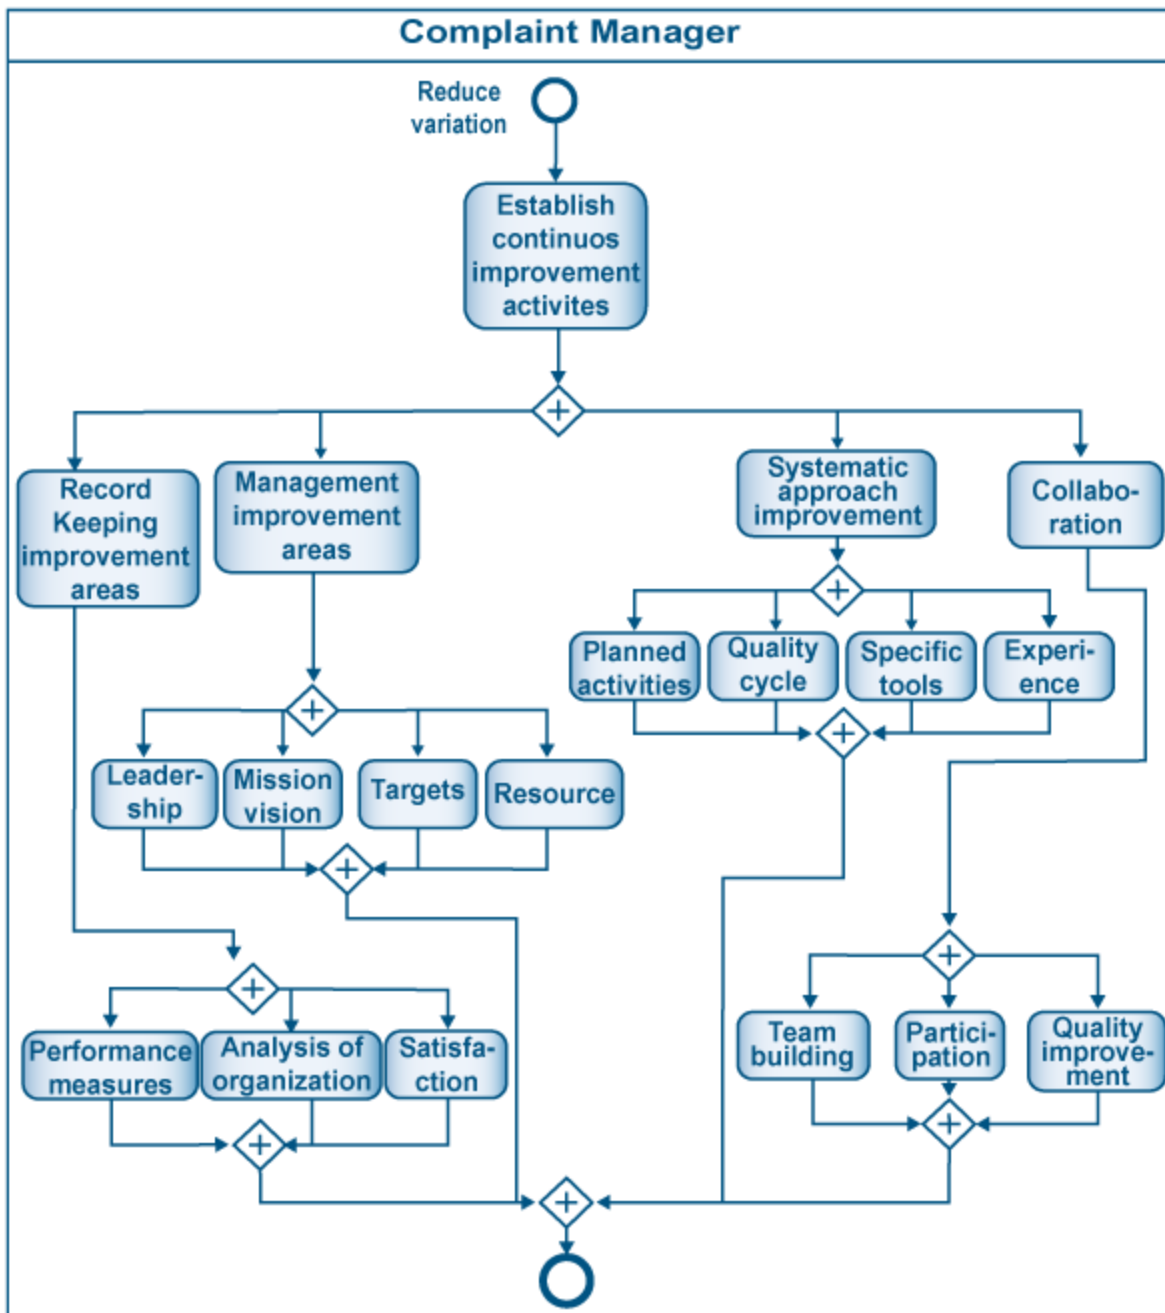 Complaint Manager
Reduce
variation
Establish
continuos
improvement
activites
Record
Keeping
improvement
areas
Management
improvement
areas
Systematic
approach
improvement
Collabo-
ration
Planned
activities
Quality
cycle
Specific
tools
Experi-
ence
Leader-
ship
Mission
vision
Targets
Resource
Performance
measures
Analysis of
organization
Satisfa-
ction
Team
building
Partici-
pation
Quality
improve-
ment